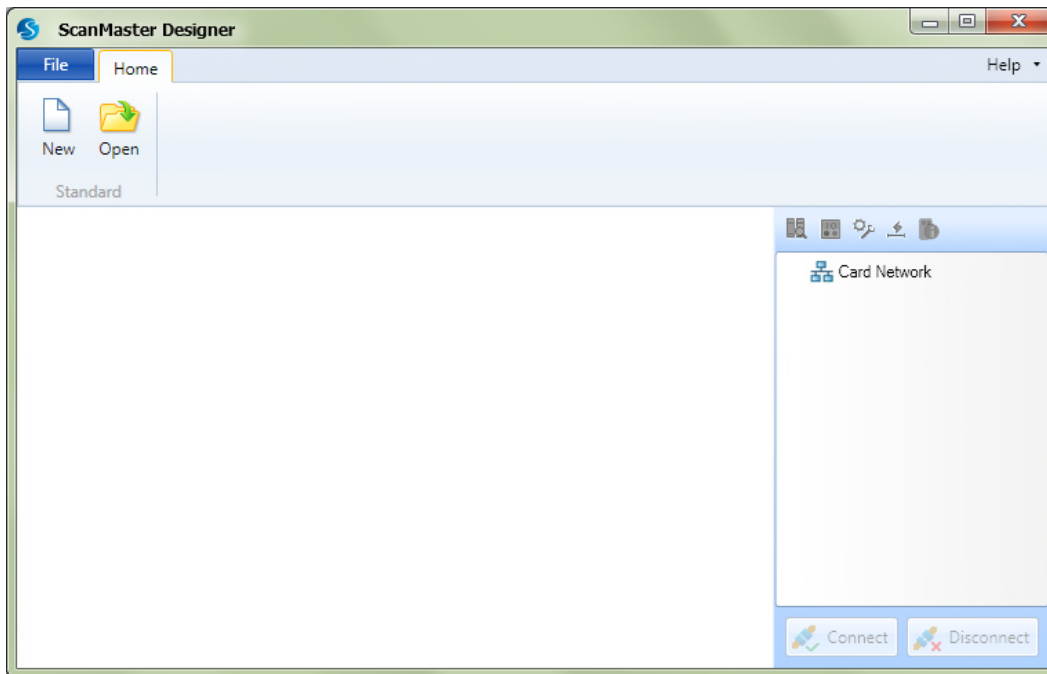 ScanMaster Designer
File Home Help
New Open
Standard
Card Network
Connect Disconnect